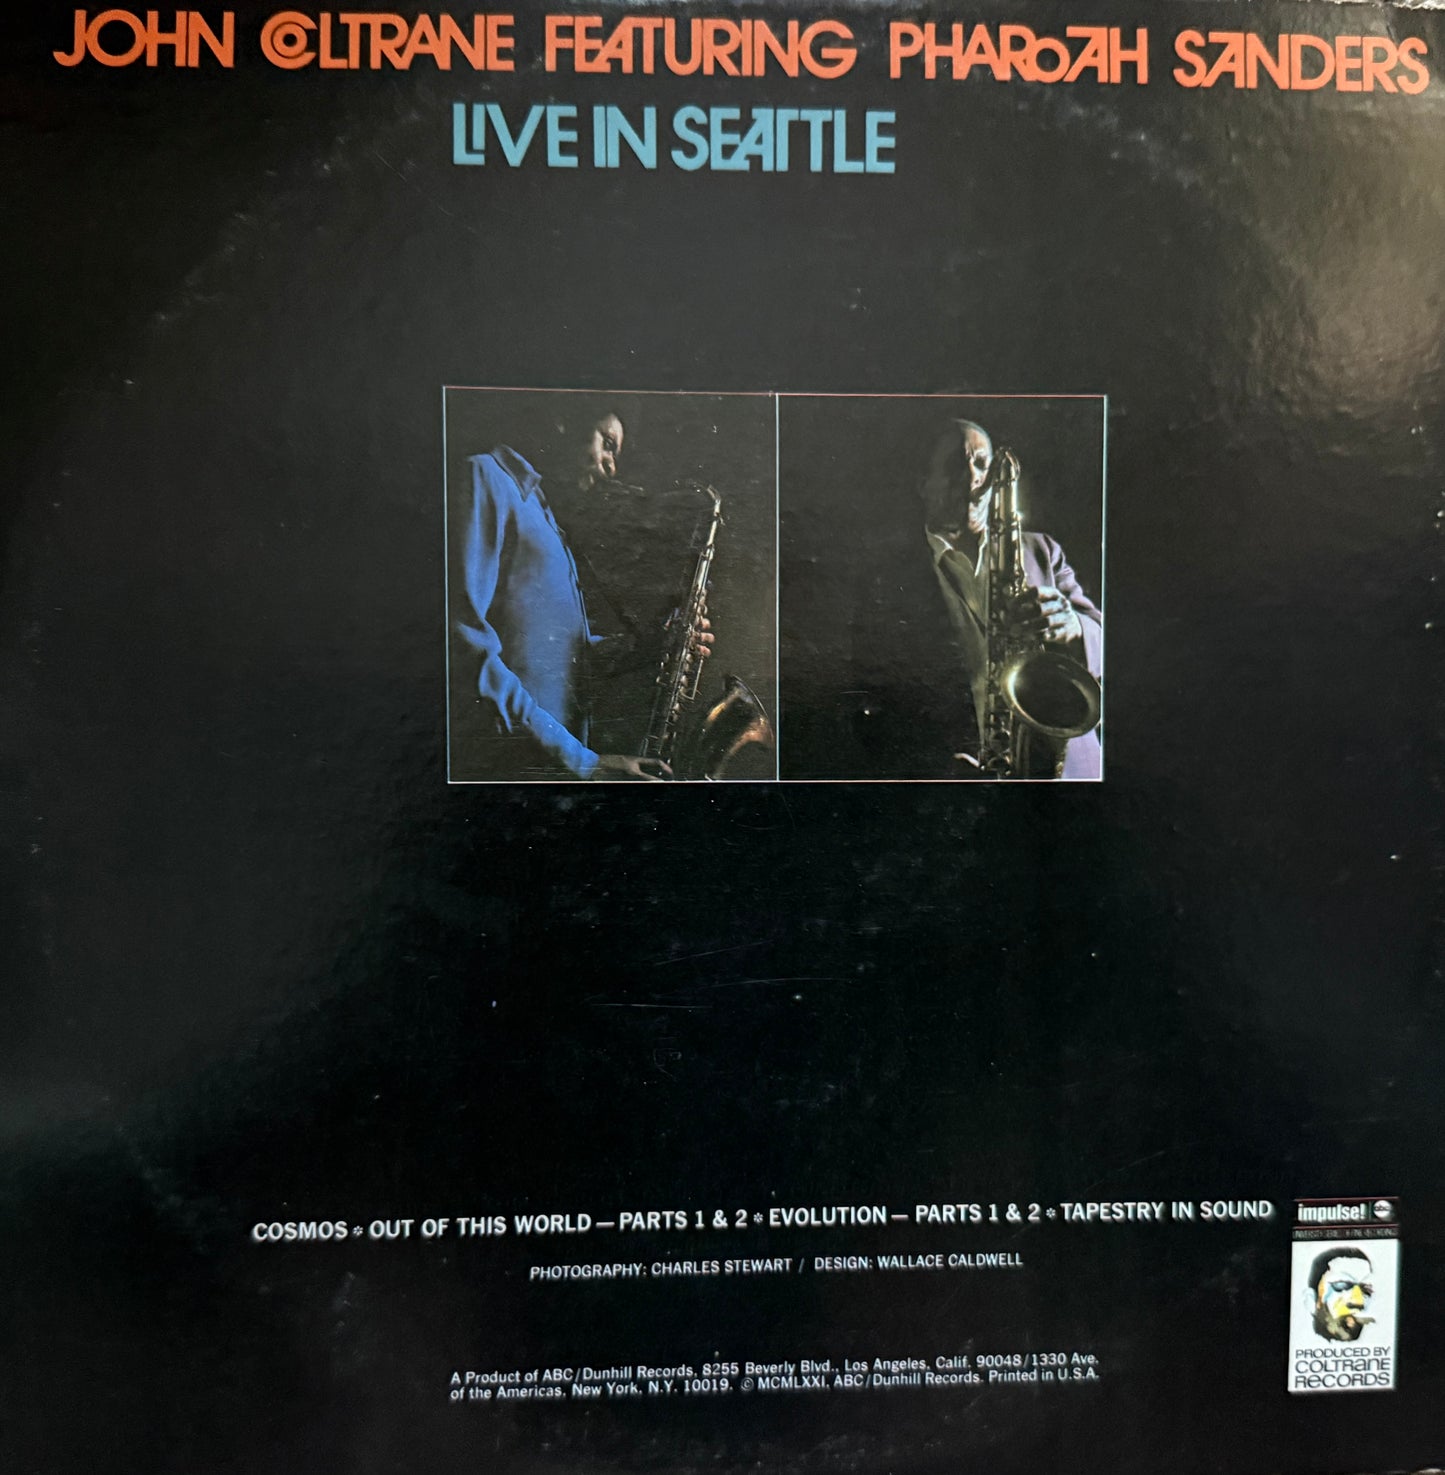 JOHN COLTRANE FEATURING PHAROAH SANDERS
LIVE IN SEATTLE
COSMOS * OUT OF THIS WORLD — PARTS 1 & 2 * EVOLUTION — PARTS 1 & 2 * TAPESTRY IN SOUND
PHOTOGRAPHY: CHARLES STEWART / DESIGN: WALLACE CALDWELL
A Product of ABC/Dunhill Records, 8255 Beverly Blvd., Los Angeles, Calif. 90048/1330 Ave.
of the Americas, New York, N.Y. 10019. © MCMLXXI, ABC/Dunhill Records. Printed in U.S.A.
impulse! abc
PRODUCED BY
COLTRANE
RECORDS